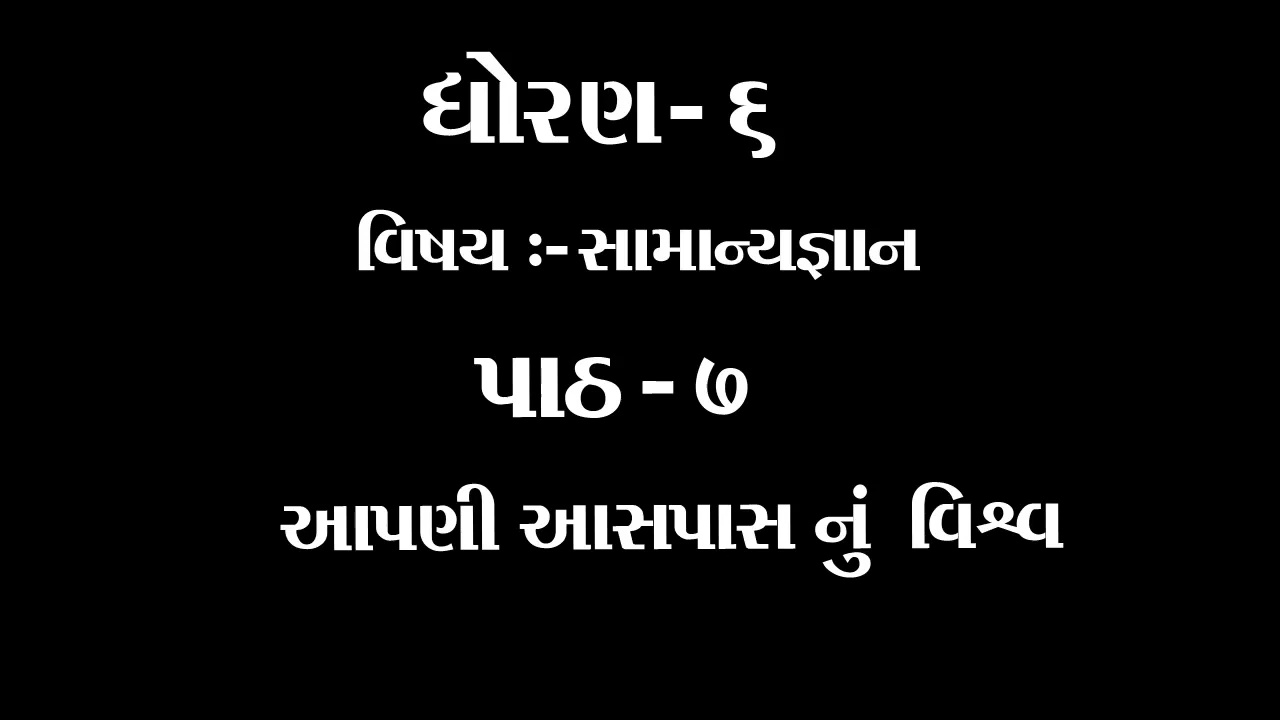 ધોરણ- ૬
વિષય ઃ- સામાન્યજ્ઞાન
પાઠ - ૭
આપણી આસપાસ નું વિશ્વ